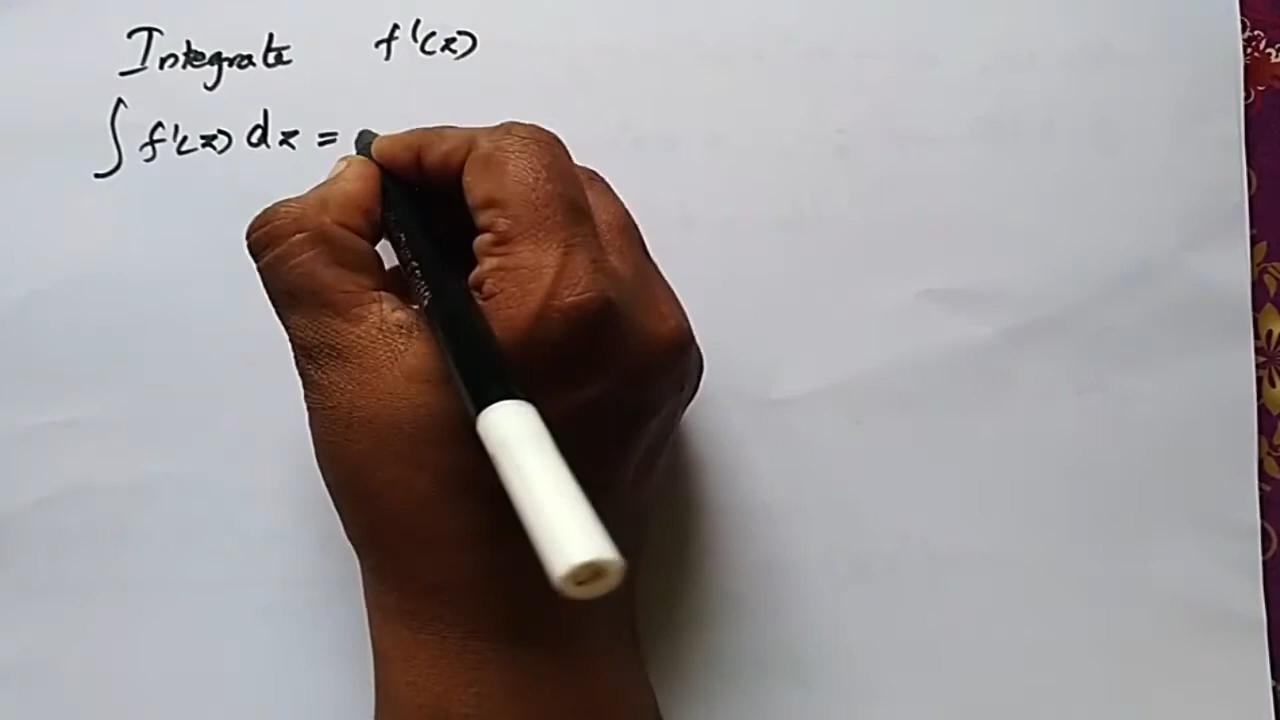 Integrate f'(x)
∫ f'(x) dx =